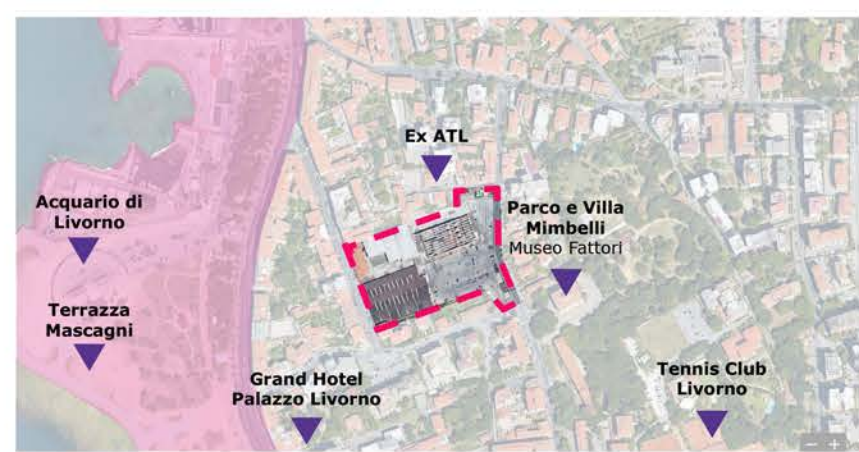 Ex ATL
Acquario di
Livorno
Parco e Villa
Mimbelli
Museo Fattori
Terrazza
Mascagni
Grand Hotel
Palazzo Livorno
Tennis Club
Livorno